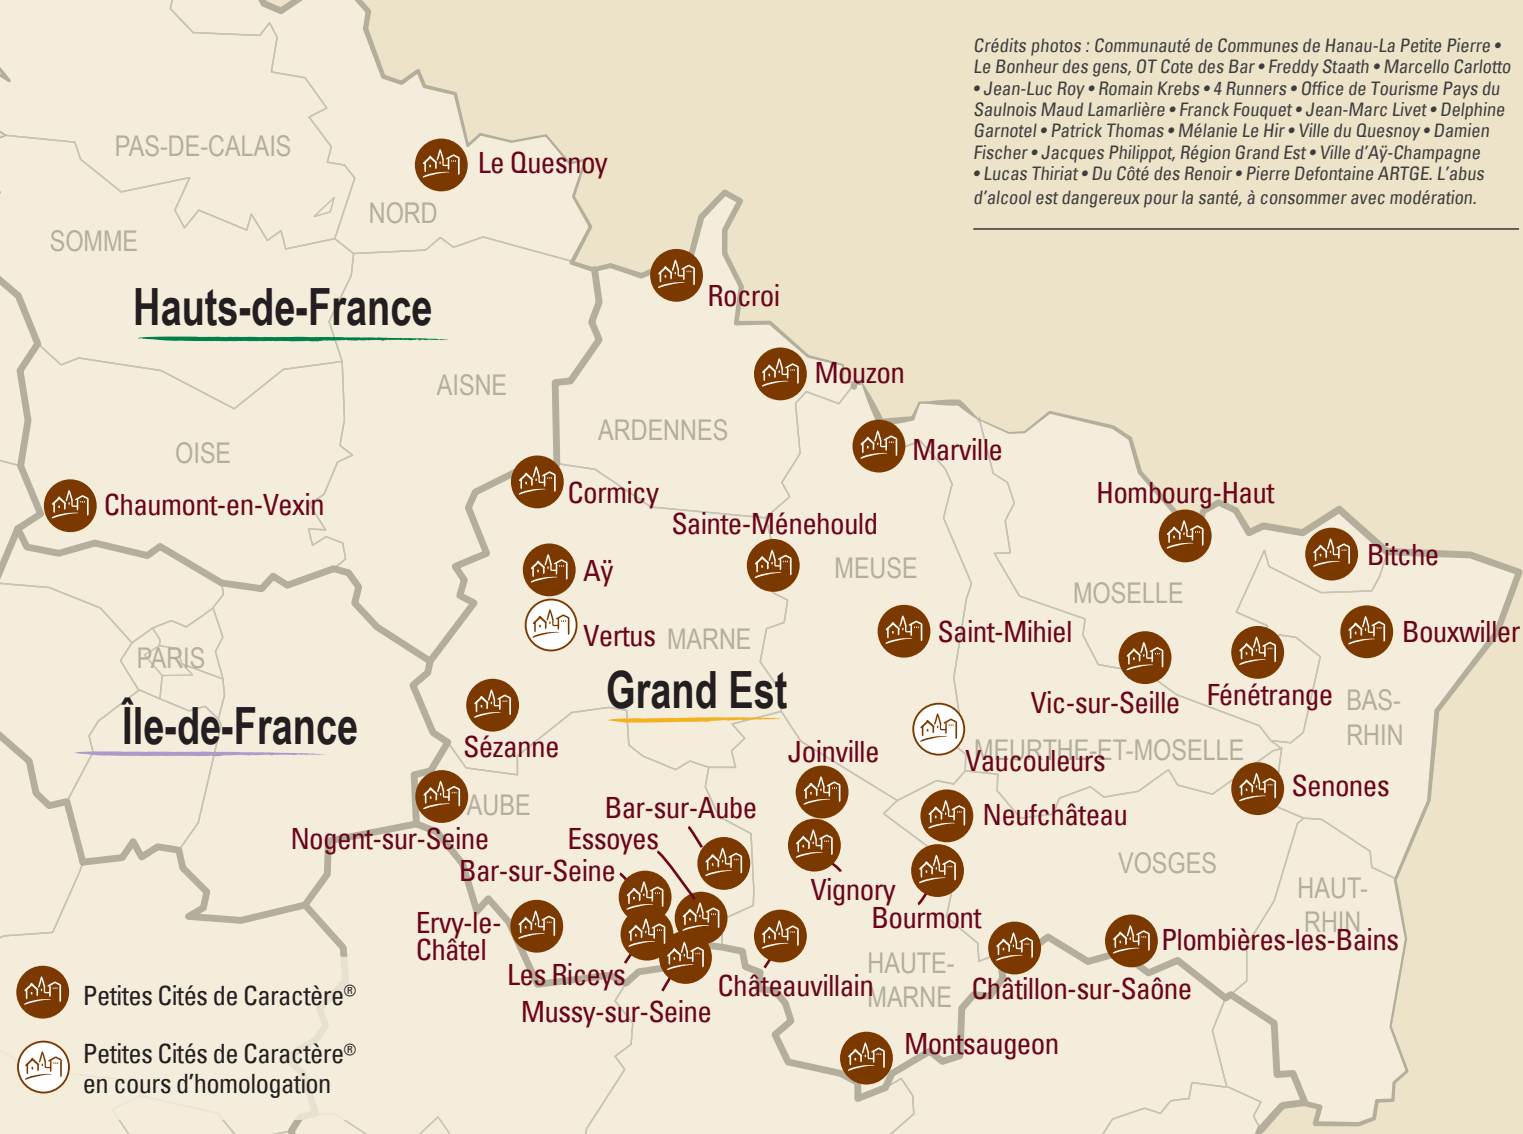 Crédits photos : Communauté de Communes de Hanau-La Petite Pierre •
Le Bonheur des gens, OT Cote des Bar • Freddy Staath • Marcello Carlotto
• Jean-Luc Roy • Romain Krebs • 4 Runners • Office de Tourisme Pays du
Saulnois Maud Lamarlière • Franck Fouquet • Jean-Marc Livet • Delphine
Garnotel • Patrick Thomas • Mélanie Le Hir • Ville du Quesnoy • Damien
Fischer • Jacques Philippot, Région Grand Est • Ville d'Aÿ-Champagne
• Lucas Thiriat • Du Côté des Renoir • Pierre Defontaine ARTGE. L'abus
d'alcool est dangereux pour la santé, à consommer avec modération.
PAS-DE-CALAIS
Le Quesnoy
NORD
SOMME
Rocroi
Hauts-de-France
Mouzon
AISNE
ARDENNES
OISE
Marville
Chaumont-en-Vexin
Cormicy
Hombourg-Haut
Sainte-Ménehould
Bitche
Aÿ
MEUSE
MOSELLE
Vertus
MARNE
Saint-Mihiel
Bouxwiller
PARIS
Grand Est
Vic-sur-Seille
Fénétrange
BAS-
RHIN
Île-de-France
Sézanne
Joinville
MEURTHE-ET-MOSELLE
Vaucouleurs
Senones
AUBE
Bar-sur-Aube
Neufchâteau
Nogent-sur-Seine
Essoyes
Bar-sur-Seine
VOSGES
Vignory
HAUT-
RHIN
Bourmont
Ervy-le-
Châtel
Plombières-les-Bains
Les Riceys
Châteauvillain
HAUTE-
MARNE
Châtillon-sur-Saône
Mussy-sur-Seine
Montsaugeon
Petites Cités de Caractère®
Petites Cités de Caractère®
en cours d'homologation